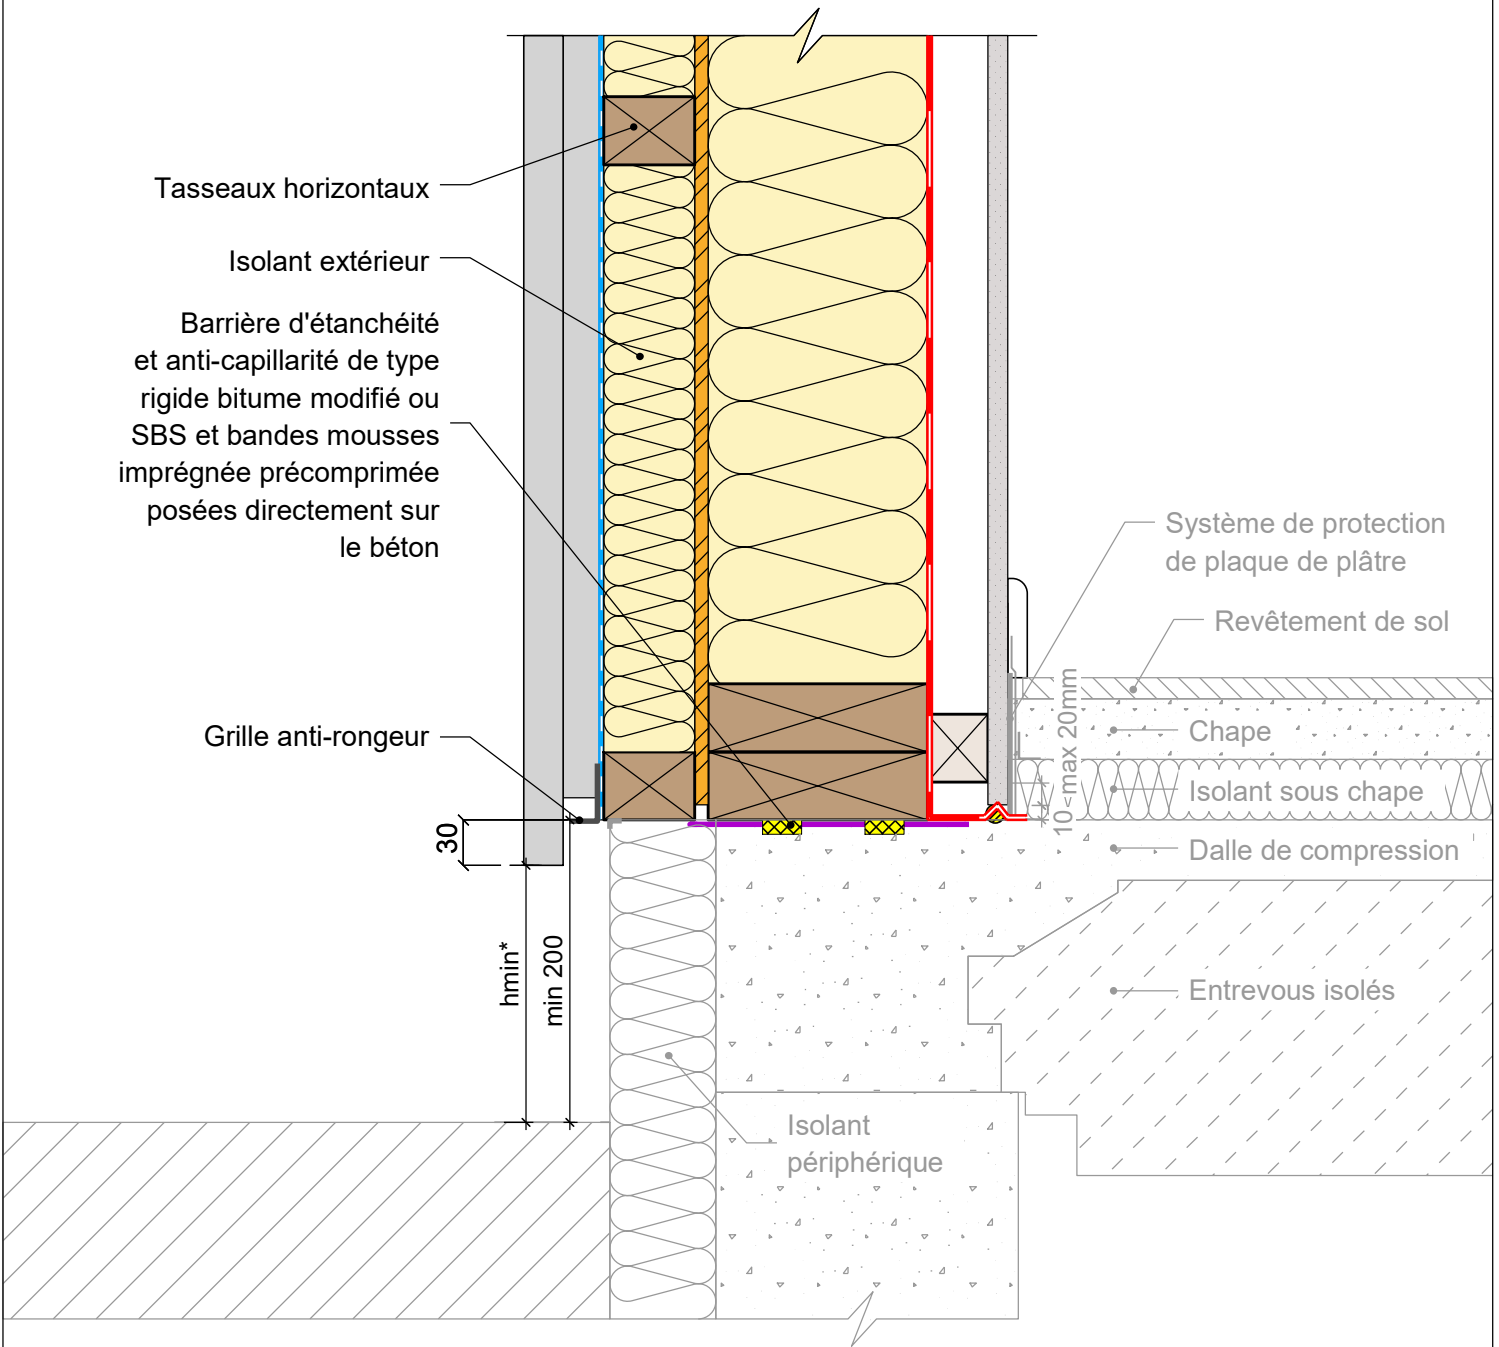 Tasseaux horizontaux
Isolant extérieur
Barrière d'étanchéité
et anti-capillarité de type
rigide bitume modifié ou
SBS et bandes mousses
imprégnée précomprimée
posées directement sur
le béton
Grille anti-rongeur
30
hmin*
min 200
Système de protection
de plaque de plâtre
Revêtement de sol
Chape
Isolant sous chape
10<max 20mm
Dalle de compression
Entrevous isolés
Isolant
périphérique